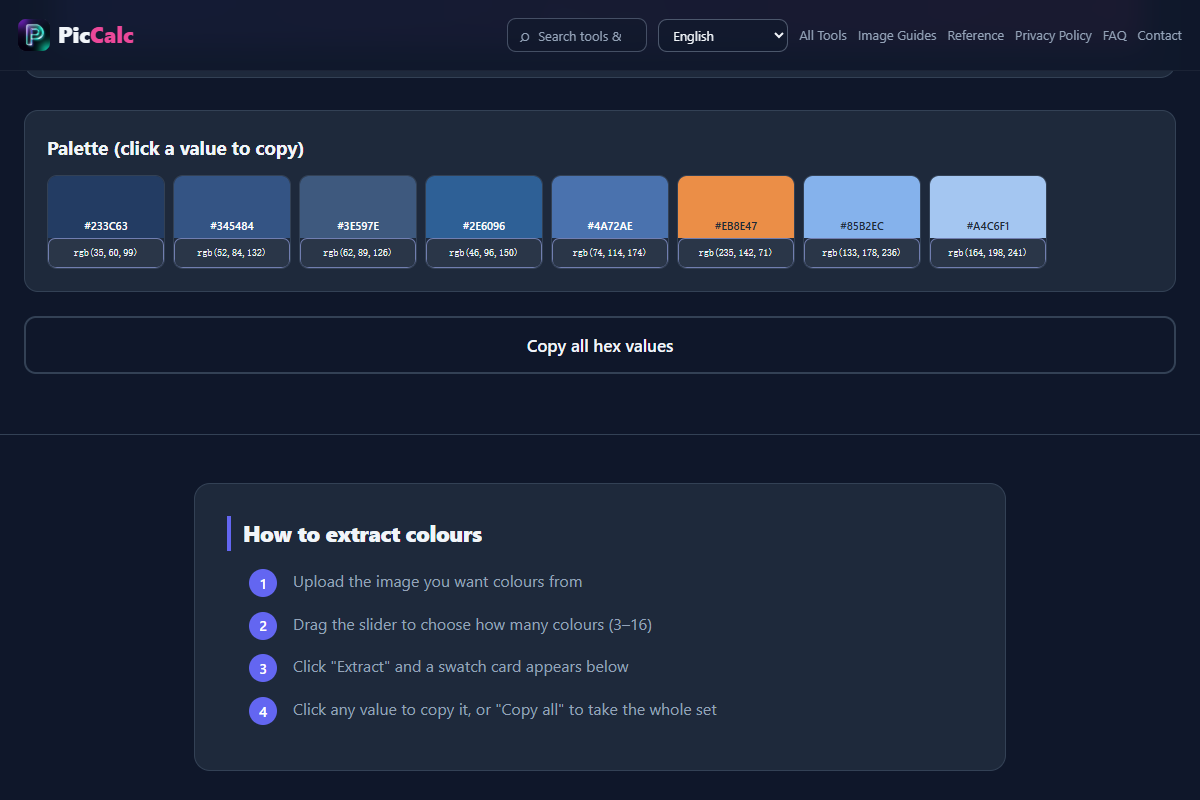 PicCalc
Search tools &
English
All Tools
Image Guides
Reference
Privacy Policy
FAQ
Contact
Palette (click a value to copy)
#233C63
#345484
#3E597E
#2E6096
#4A72AE
#EB8E47
#85B2EC
#A4C6F1
rgb(35, 60, 99)
rgb(52, 84, 132)
rgb(62, 89, 126)
rgb(46, 96, 150)
rgb(74, 114, 174)
rgb(235, 142, 71)
rgb(133, 178, 236)
rgb(164, 198, 241)
Copy all hex values
How to extract colours
1 Upload the image you want colours from
2 Drag the slider to choose how many colours (3–16)
3 Click "Extract" and a swatch card appears below
4 Click any value to copy it, or "Copy all" to take the whole set